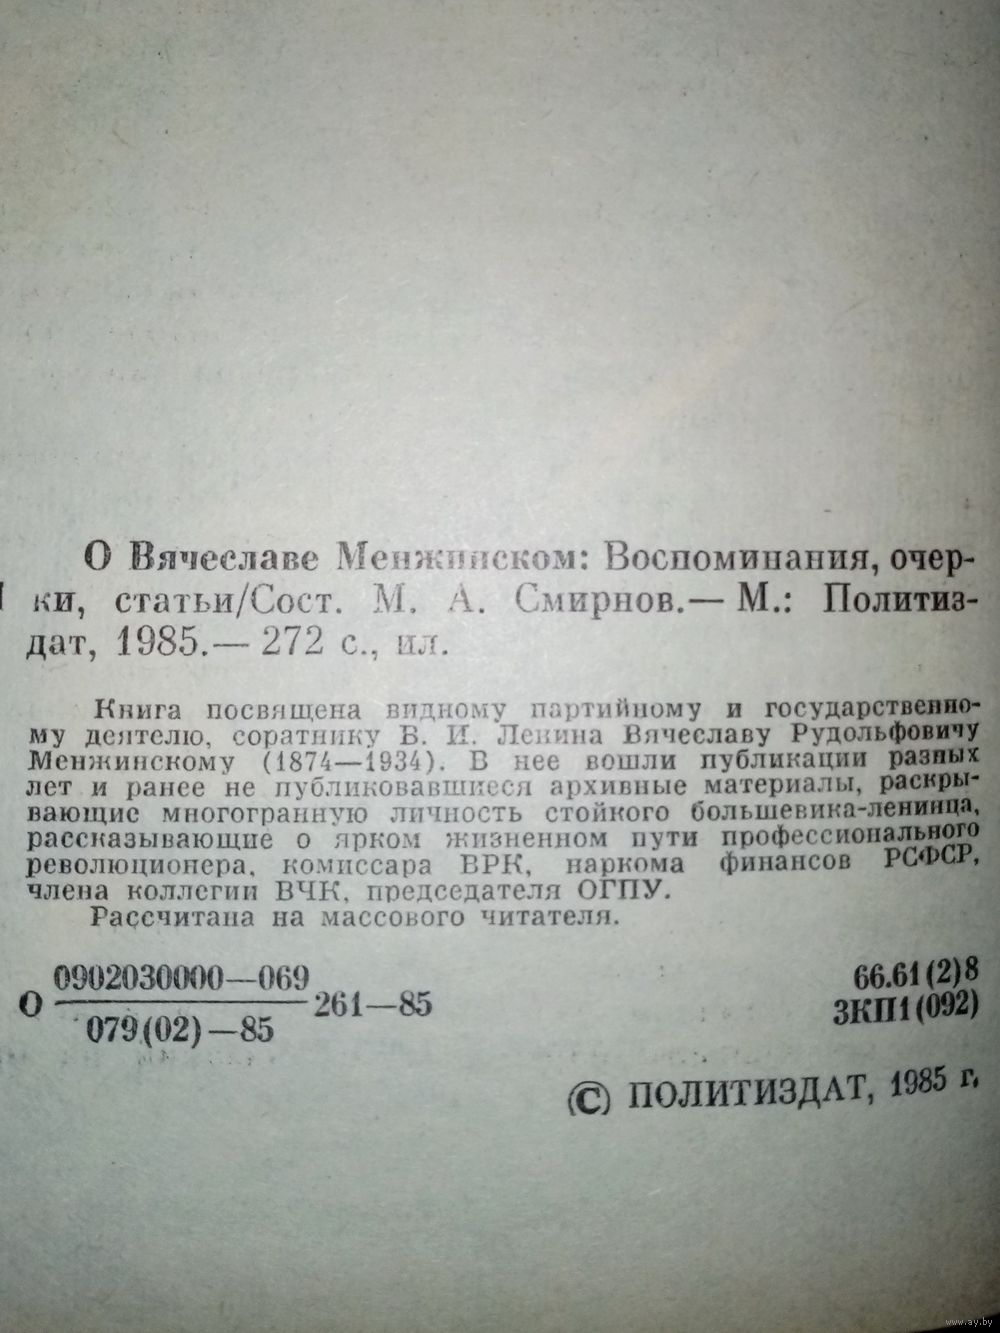 О Вячеславе Менжинском: Воспоминания, очер-
ки, статьи/Сост. М. А. Смирнов.— М.: Политиз-
дат, 1985.— 272 с., ил.
Книга посвящена видному партийному и государственно-
му деятелю, соратнику В. И. Ленина Вячеславу Рудольфовичу
Менжинскому (1874—1934). В нее вошли публикации разных
лет и ранее не публиковавшиеся архивные материалы, раскры-
вающие многогранную личность стойкого большевика-ленинца,
рассказывающие о ярком жизненном пути профессионального
революционера, комиссара ВРК, наркома финансов РСФСР,
члена коллегии ВЧК, председателя ОГПУ.
Рассчитана на массового читателя.
О 0902030000—069 261—85
079(02)—85
66.61(2)8
3КП1(092)
© ПОЛИТИЗДАТ, 1985 г.
www.ay.by